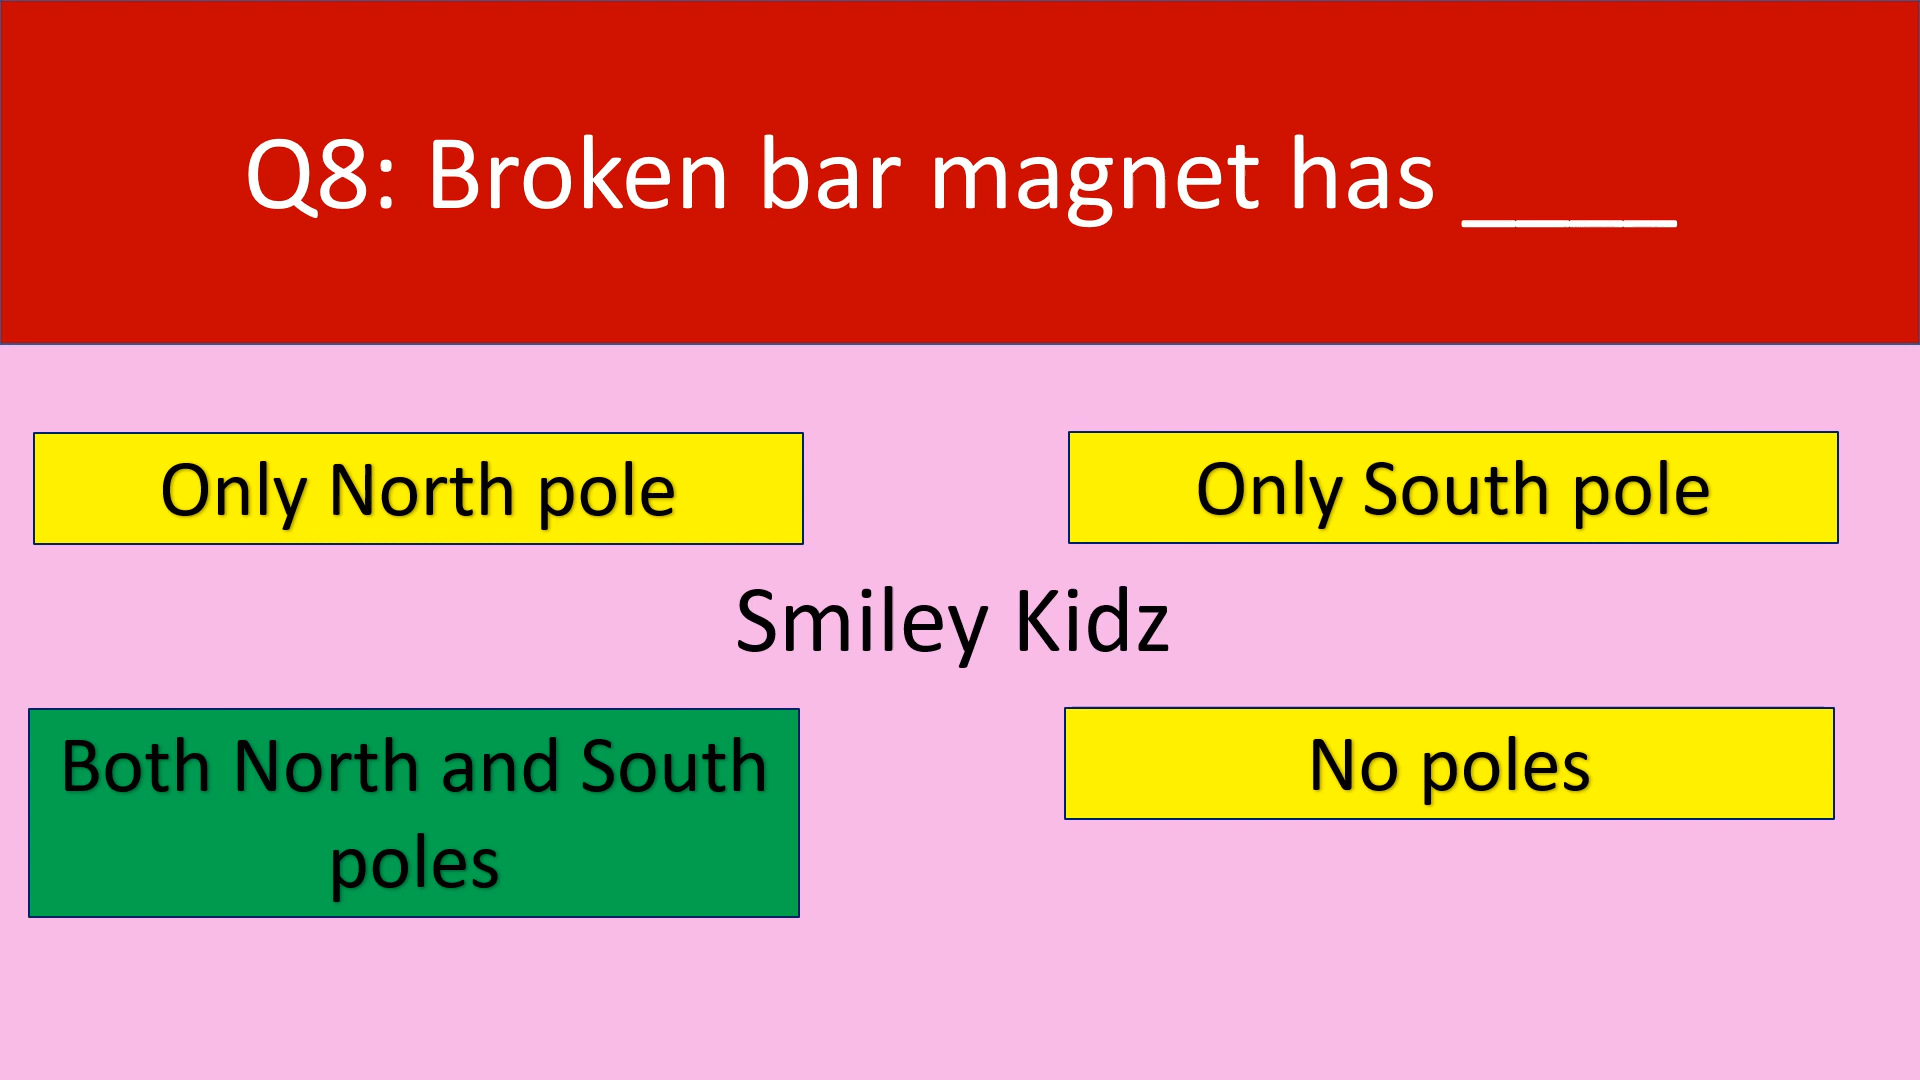 Q8: Broken bar magnet has ____
Only North pole
Only South pole
Smiley Kidz
Both North and South
poles
No poles